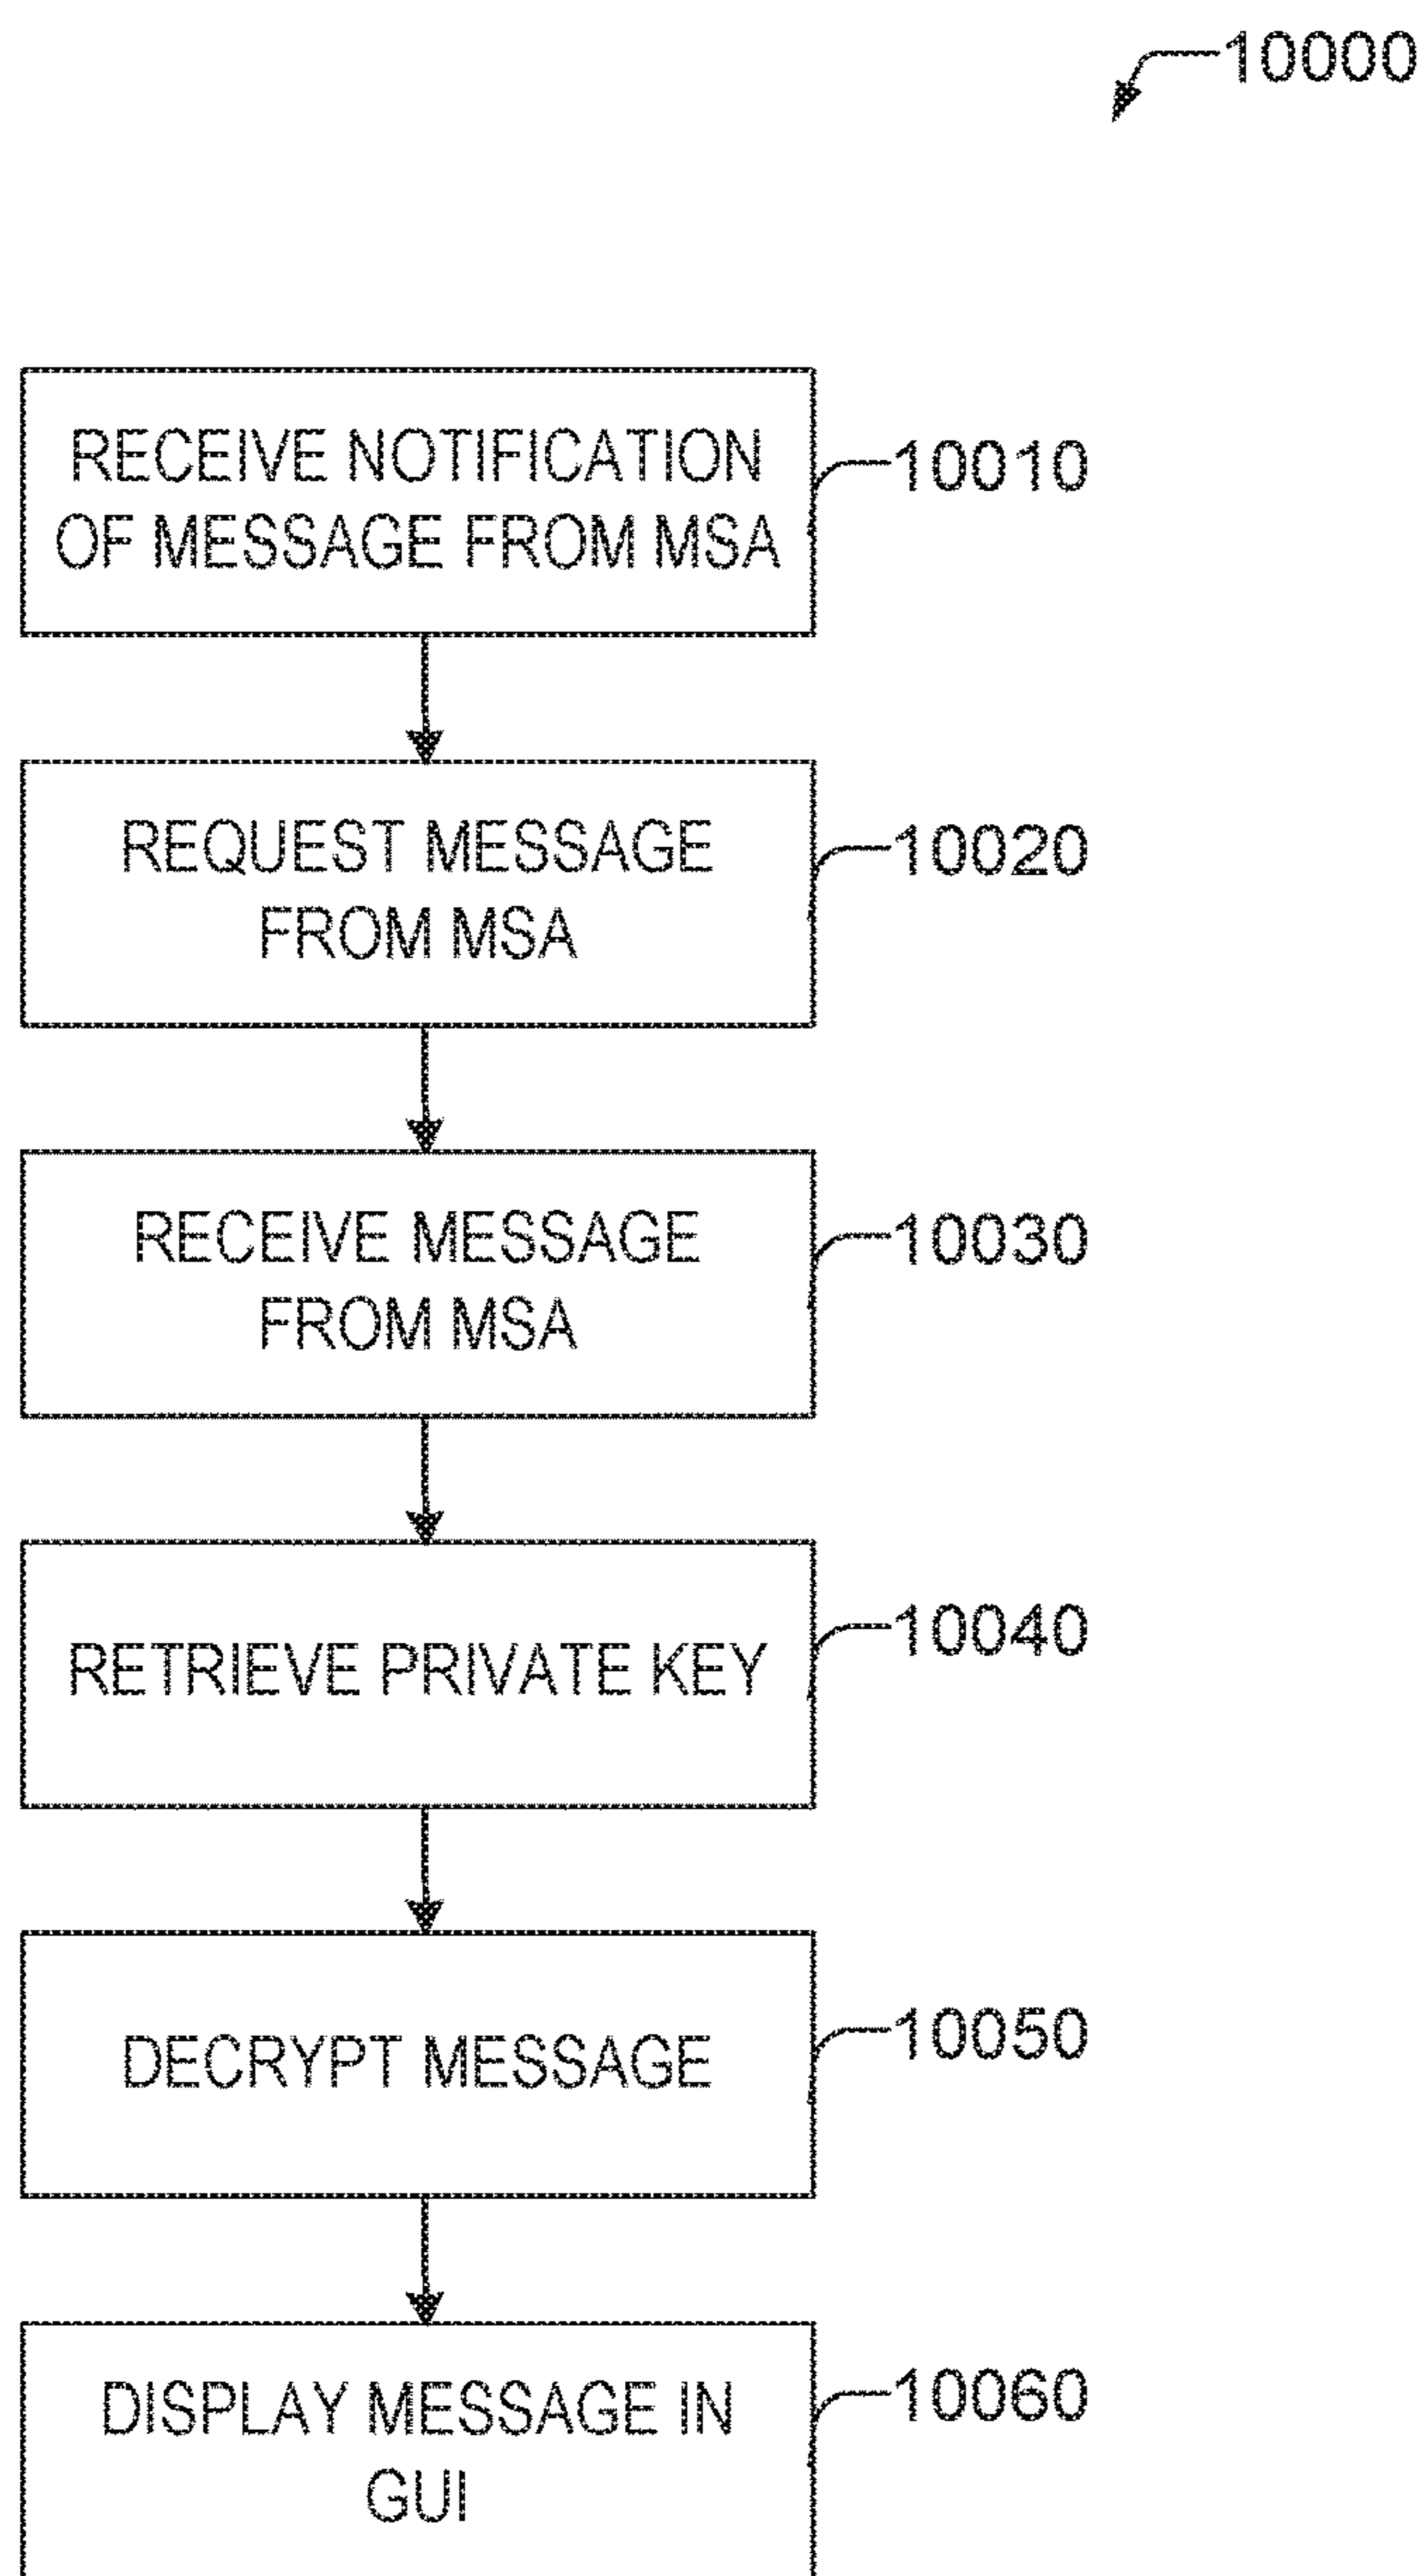 10000
RECEIVE NOTIFICATION
OF MESSAGE FROM MSA
10010
REQUEST MESSAGE
FROM MSA
10020
RECEIVE MESSAGE
FROM MSA
10030
RETRIEVE PRIVATE KEY
10040
DECRYPT MESSAGE
10050
DISPLAY MESSAGE IN
GUI
10060